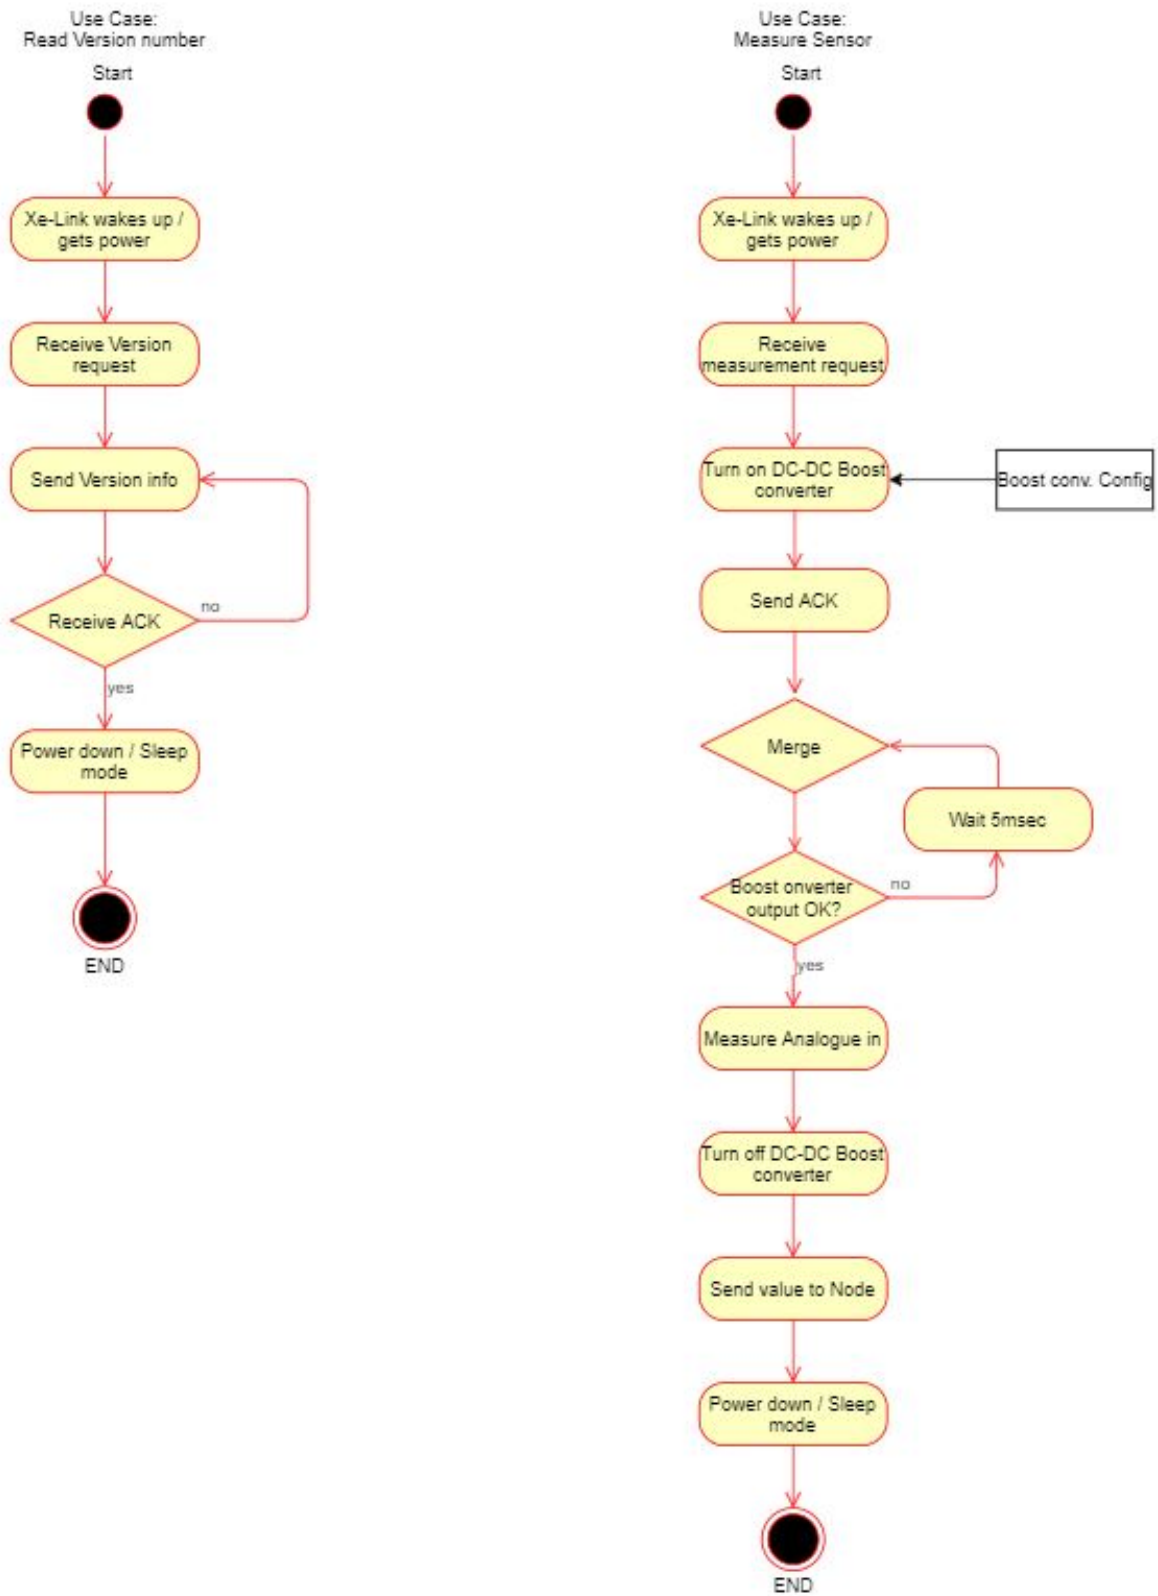 Use Case:
Read Version number
Start
Xe-Link wakes up /
gets power
Receive Version
request
Send Version info
Receive ACK
no
yes
Power down / Sleep
mode
END
Use Case:
Measure Sensor
Start
Xe-Link wakes up /
gets power
Receive
measurement request
Turn on DC-DC Boost
converter
Boost conv. Config
Send ACK
Merge
Wait 5msec
Boost onverter
output OK?
no
yes
Measure Analogue in
Turn off DC-DC Boost
converter
Send value to Node
Power down / Sleep
mode
END